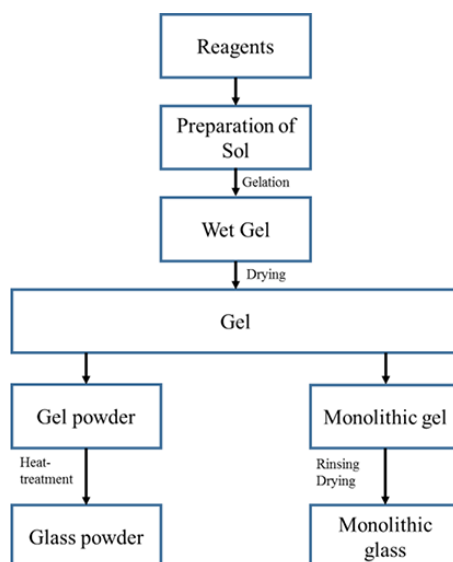 Reagents
Preparation of
Sol
Gelation
Wet Gel
Drying
Gel
Gel powder
Monolithic gel
Heat-
treatment
Rinsing
Drying
Glass powder
Monolithic
glass